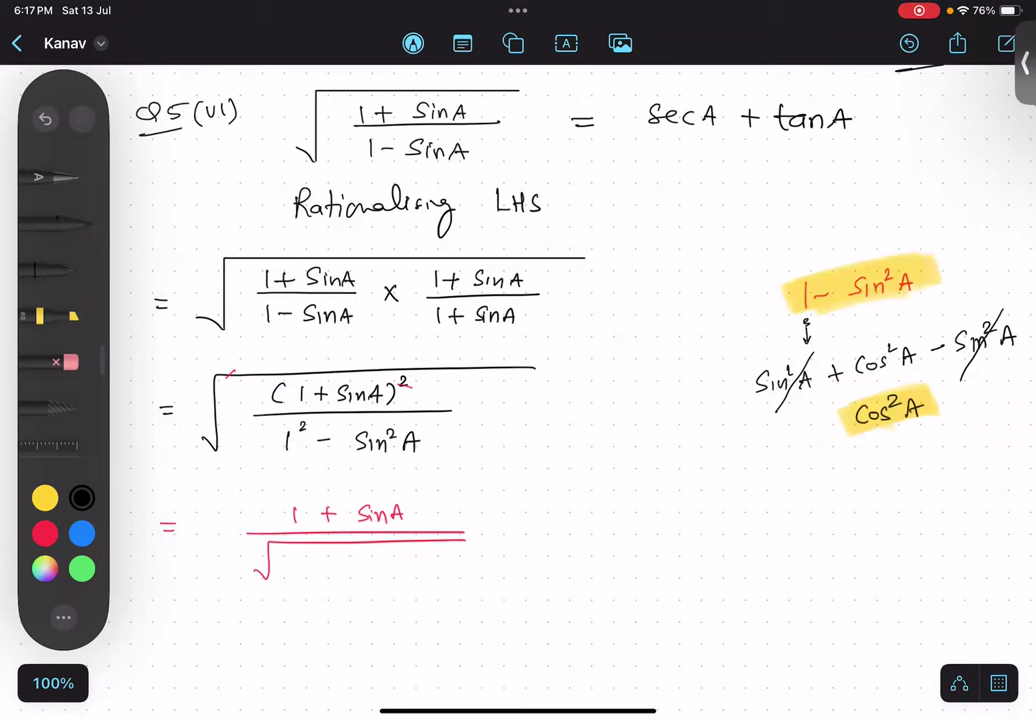 6:17 PM Sat 13 Jul
76%
Kanav
Q5 (VI) √((1 + SinA)/(1 - SinA)) = SecA + tanA
Rationalising LHS
= √((1 + SinA)/(1 - SinA) × (1 + SinA)/(1 + SinA))
= √((1 + SinA)²/(1² - Sin²A))
= (1 + SinA)/√
1 - Sin²A
Sin²A + Cos²A - Sin²A
Cos²A
100%